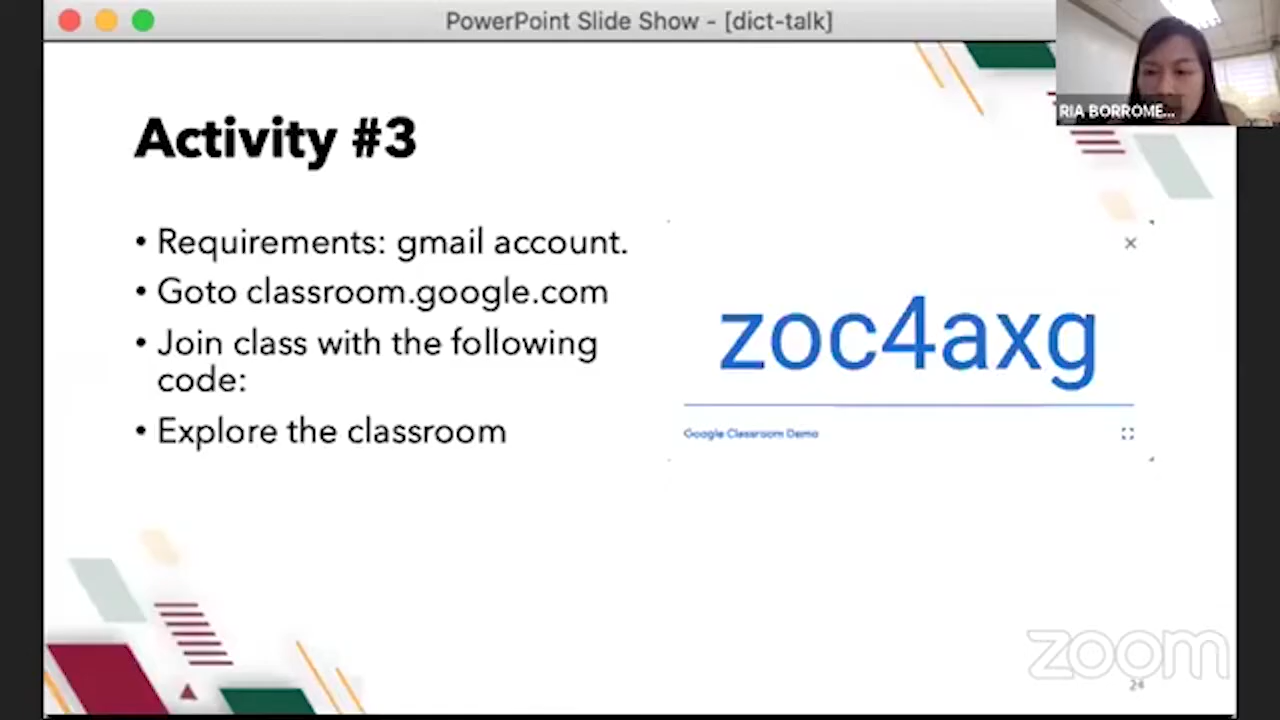 PowerPoint Slide Show - [dict-talk]
RIA BORROME...
Activity #3
• Requirements: gmail account.
• Goto classroom.google.com
• Join class with the following
code:
• Explore the classroom
zoc4axg
Google Classroom Demo
zoom
24